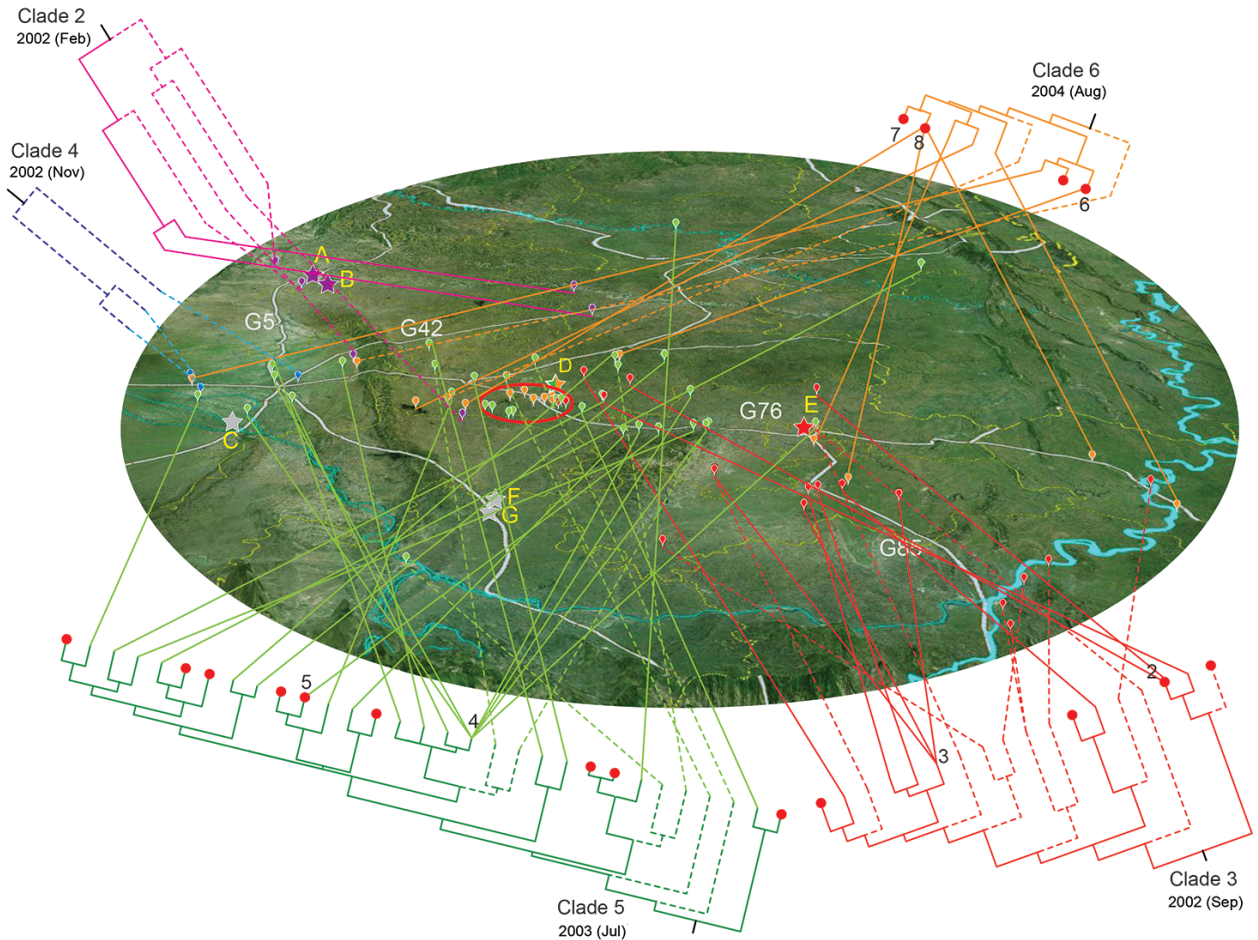 Clade 2
2002 (Feb)
Clade 6
2004 (Aug)
7
8
Clade 4
2002 (Nov)
6
A
B
G5
G42
D
G76
E
C
F
G
G85
2
5
4
3
Clade 3
2002 (Sep)
Clade 5
2003 (Jul)